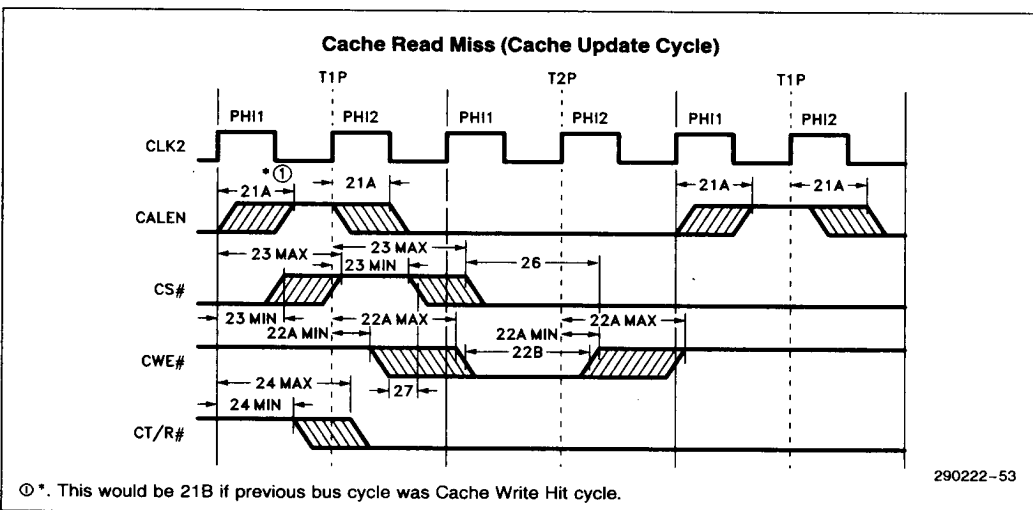 Cache Read Miss (Cache Update Cycle)
T1P T2P T1P
PHI1 PHI2 PHI1 PHI2 PHI1 PHI2
CLK2
*①
21A 21A 21A 21A
CALEN
23 MAX 23 MAX
23 MIN 26
CS#
23 MIN 22A MAX 22A MAX
22A MIN 22A MIN
22B
CWE#
24 MAX 27
24 MIN
CT/R#
290222-53
①*. This would be 21B if previous bus cycle was Cache Write Hit cycle.